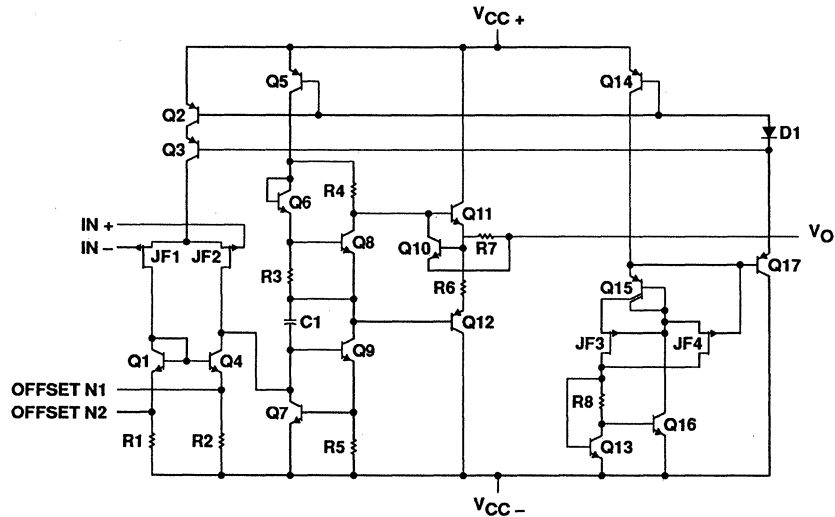 VCC +
Q5
Q14
Q2
D1
Q3
R4
Q6
Q11
IN +
VO
IN −
JF1
JF2
Q8
Q10
R7
Q17
R3
R6
Q15
C1
Q12
JF3
JF4
Q1
Q4
Q9
OFFSET N1
R8
OFFSET N2
Q7
Q16
R1
R2
R5
Q13
VCC −